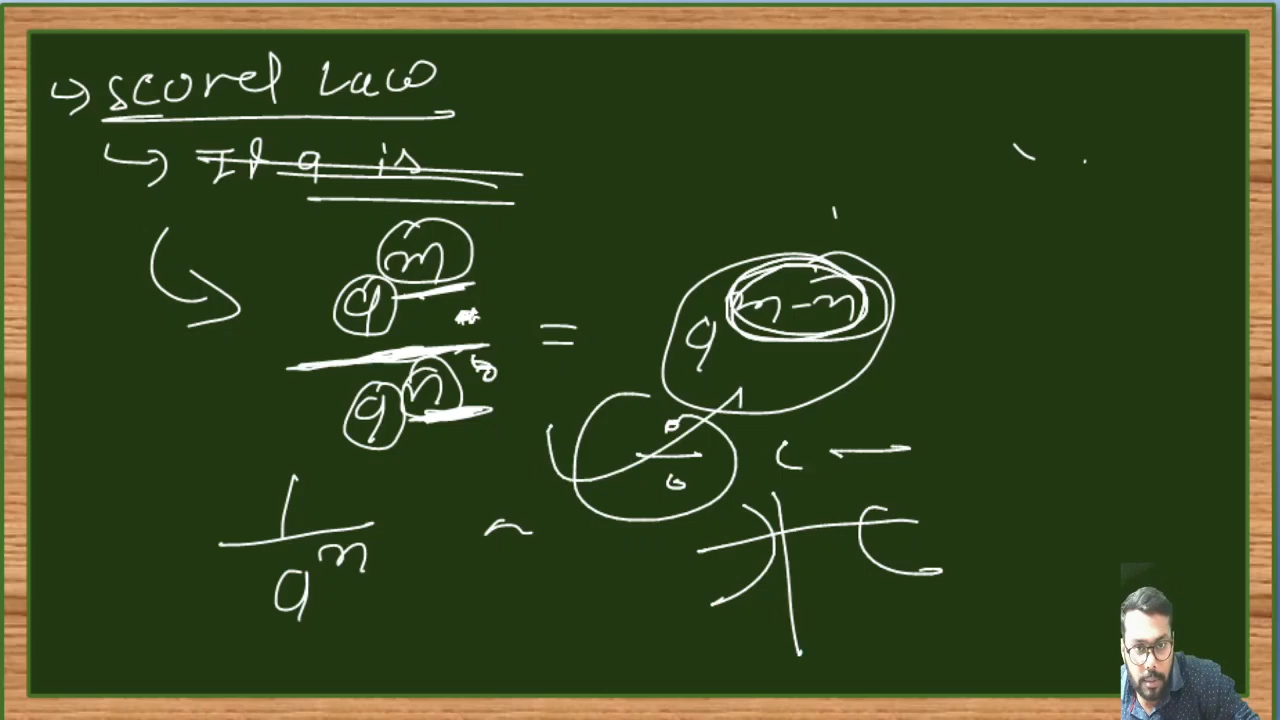 → scorel Law
↳ If a is
a^m / a^n = a^(m-n)
1 / a^n